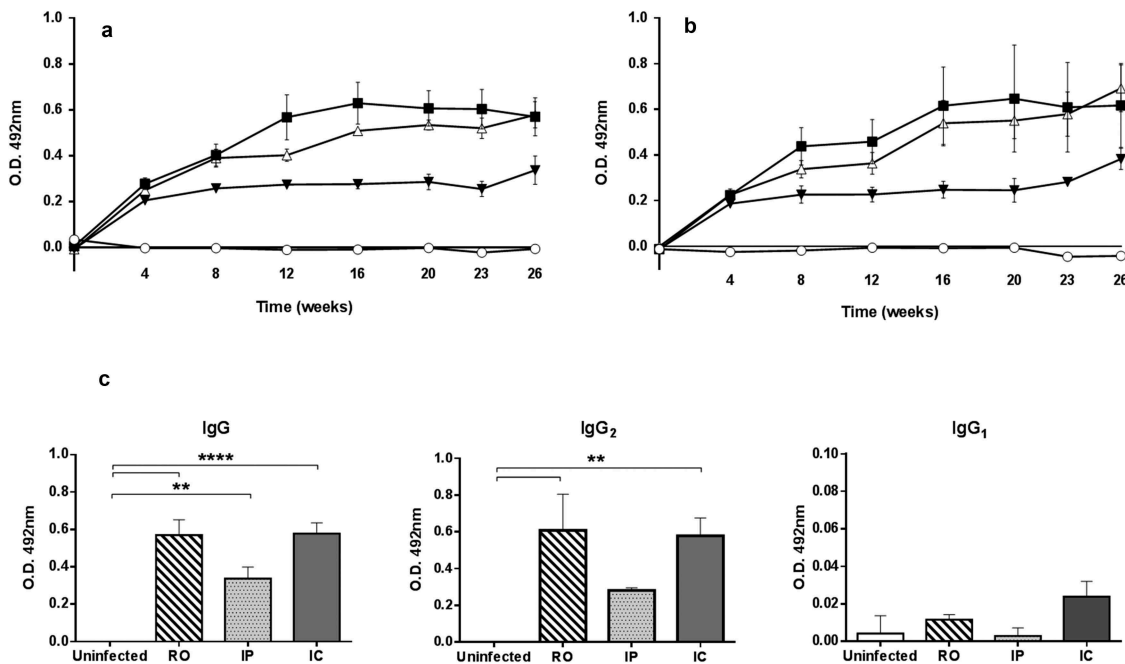 a
1.0
0.8
0.6
0.4
0.2
0.0
O.D. 492nm
4 8 12 16 20 23 26
Time (weeks)
b
1.0
0.8
0.6
0.4
0.2
0.0
O.D. 492nm
4 8 12 16 20 23 26
Time (weeks)
c
IgG
1.0
0.8
0.6
0.4
0.2
0.0
O.D. 492nm
****
**
Uninfected RO IP IC
IgG2
1.0
0.8
0.6
0.4
0.2
0.0
O.D. 492nm
**
Uninfected RO IP IC
IgG1
0.10
0.08
0.06
0.04
0.02
0.00
O.D. 492nm
Uninfected RO IP IC